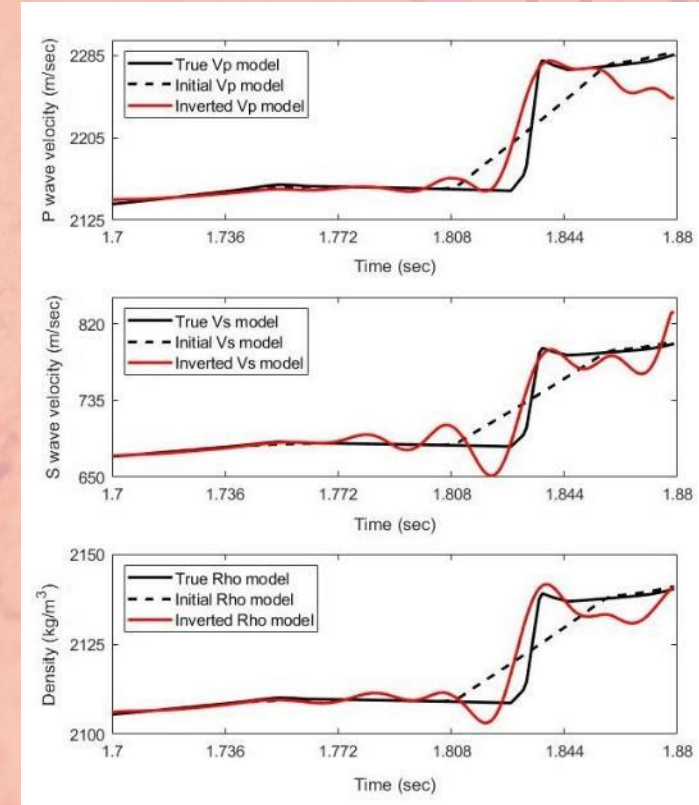 P wave velocity (m/sec)
2285
2205
2125
True Vp model
Initial Vp model
Inverted Vp model
1.7 1.736 1.772 1.808 1.844 1.88
Time (sec)
S wave velocity (m/sec)
820
735
650
True Vs model
Initial Vs model
Inverted Vs model
1.7 1.736 1.772 1.808 1.844 1.88
Time (sec)
Density (kg/m³)
2150
2125
2100
True Rho model
Initial Rho model
Inverted Rho model
1.7 1.736 1.772 1.808 1.844 1.88
Time (sec)